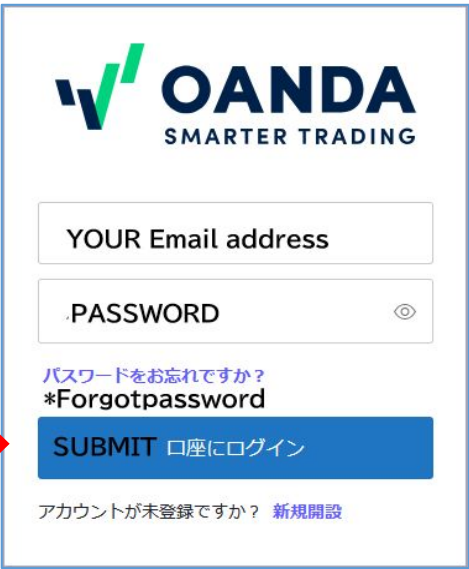 OANDA
SMARTER TRADING
YOUR Email address
PASSWORD
パスワードをお忘れですか？
*Forgotpassword
SUBMIT 口座にログイン
アカウントが未登録ですか？ 新規開設